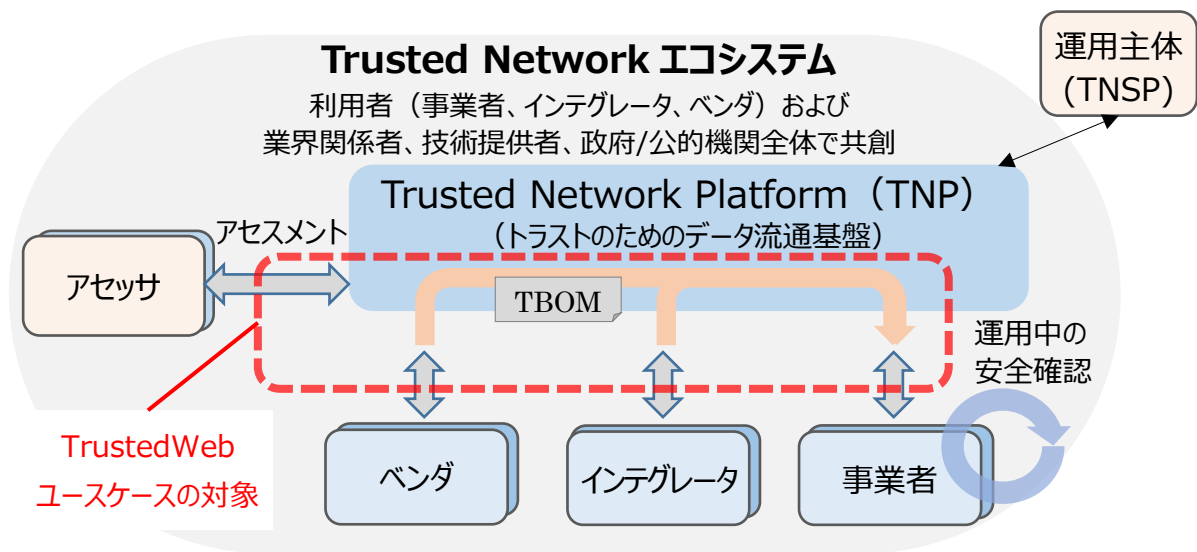 Trusted Network エコシステム
利用者（事業者、インテグレータ、ベンダ）および
業界関係者、技術提供者、政府/公的機関全体で共創
運用主体
(TNSP)
Trusted Network Platform（TNP）
（トラストのためのデータ流通基盤）
アセスメント
アセッサ
TBOM
運用中の
安全確認
TrustedWeb
ユースケースの対象
ベンダ
インテグレータ
事業者